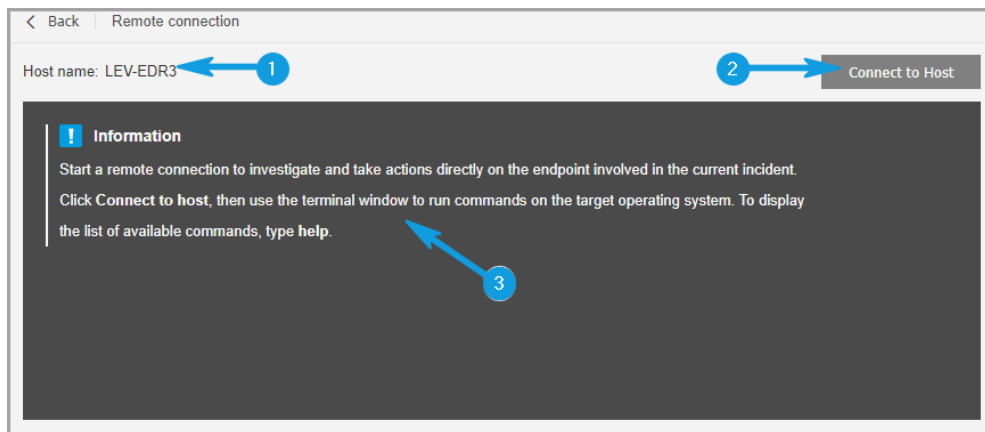 Back Remote connection
Host name: LEV-EDR3 1 2 Connect to Host
! Information
Start a remote connection to investigate and take actions directly on the endpoint involved in the current incident.
Click Connect to host, then use the terminal window to run commands on the target operating system. To display
the list of available commands, type help.
3